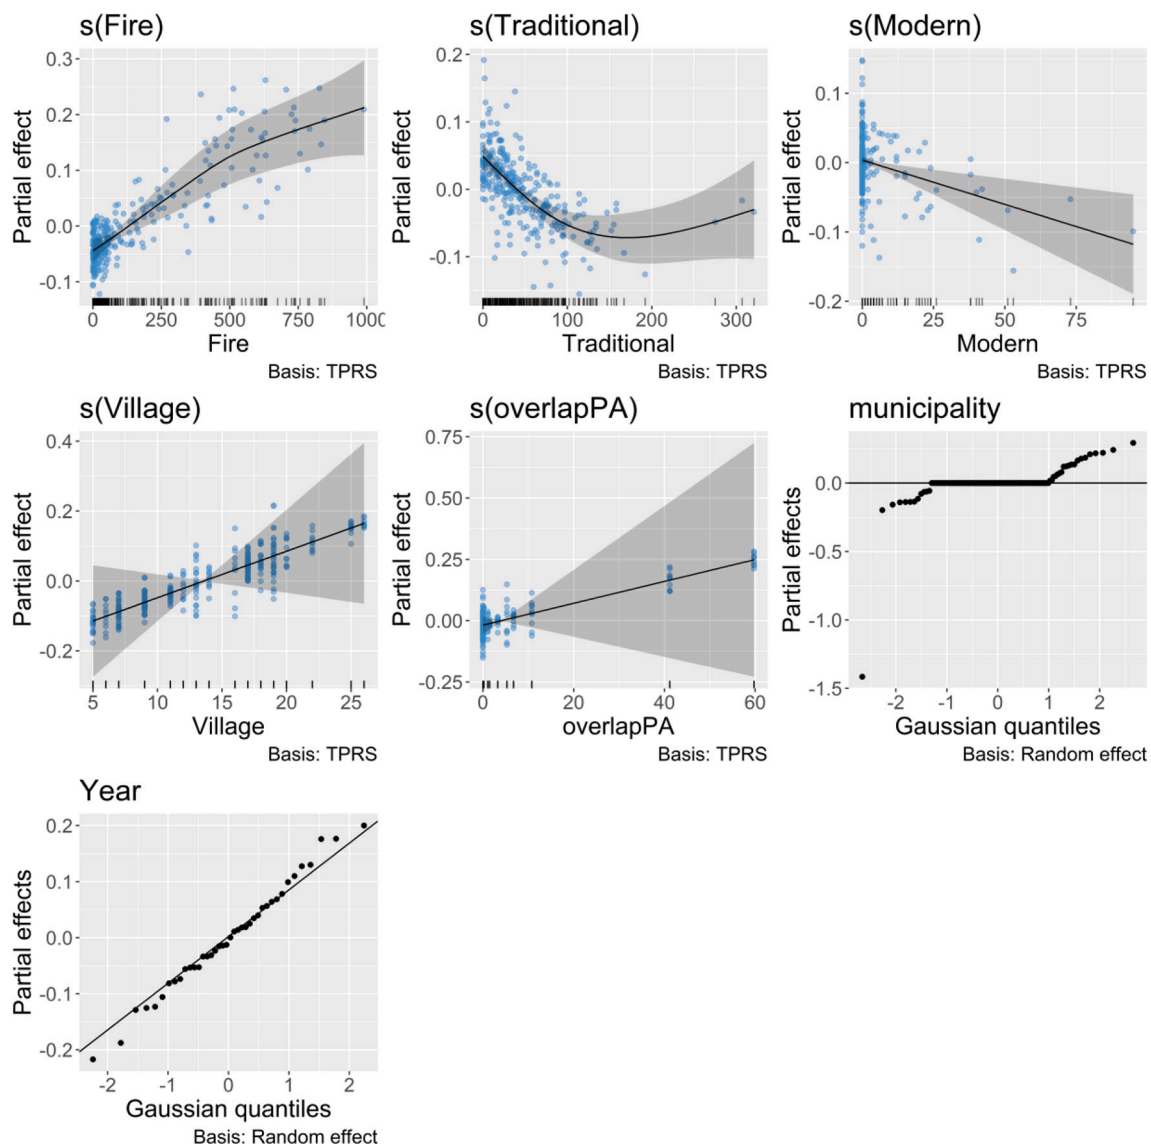 s(Fire) s(Traditional) s(Modern)
Partial effect
0.3
0.2
0.1
0.0
-0.1
0 250 500 750 1000
Fire
Basis: TPRS
Partial effect
0.2
0.1
0.0
-0.1
0 100 200 300
Traditional
Basis: TPRS
Partial effect
0.1
0.0
-0.1
-0.2
0 25 50 75
Modern
Basis: TPRS
s(Village) s(overlapPA) municipality
Partial effect
0.4
0.2
0.0
-0.2
5 10 15 20 25
Village
Basis: TPRS
Partial effect
0.75
0.50
0.25
0.00
-0.25
0 20 40 60
overlapPA
Basis: TPRS
Partial effects
0.0
-0.5
-1.0
-1.5
-2 -1 0 1 2
Gaussian quantiles
Basis: Random effect
Year
Partial effects
0.2
0.1
0.0
-0.1
-0.2
-2 -1 0 1 2
Gaussian quantiles
Basis: Random effect